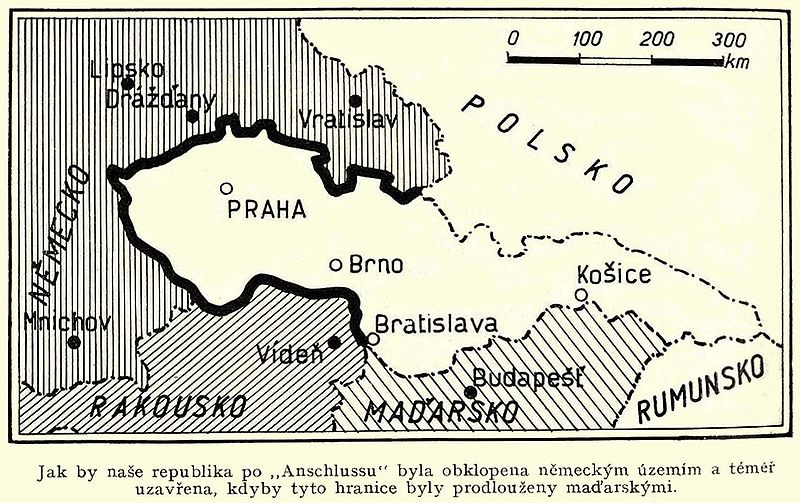 0 100 200 300
km
Lipsko
Drážďany
Vratislav
POLSKO
NĚMECKO
PRAHA
Brno
Košice
Mnichov
Vídeň
Bratislava
Budapešť
RAKOUSKO
MAĎARSKO
RUMUNSKO
Jak by naše republika po „Anschlussu" byla obklopena německým územím a téměř
uzavřena, kdyby tyto hranice byly prodlouženy maďarskými.